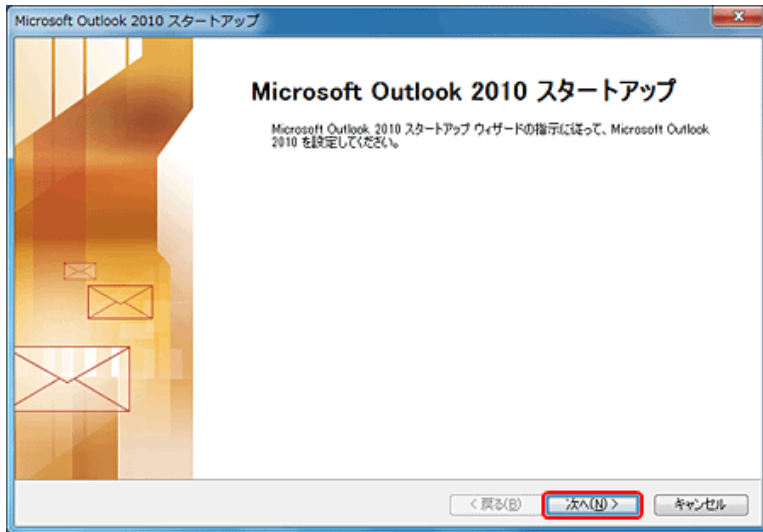 Microsoft Outlook 2010 スタートアップ
Microsoft Outlook 2010 スタートアップ
Microsoft Outlook 2010 スタートアップ ウィザードの指示に従って、Microsoft Outlook
2010 を設定してください。
< 戻る(B)
次へ(N) >
キャンセル